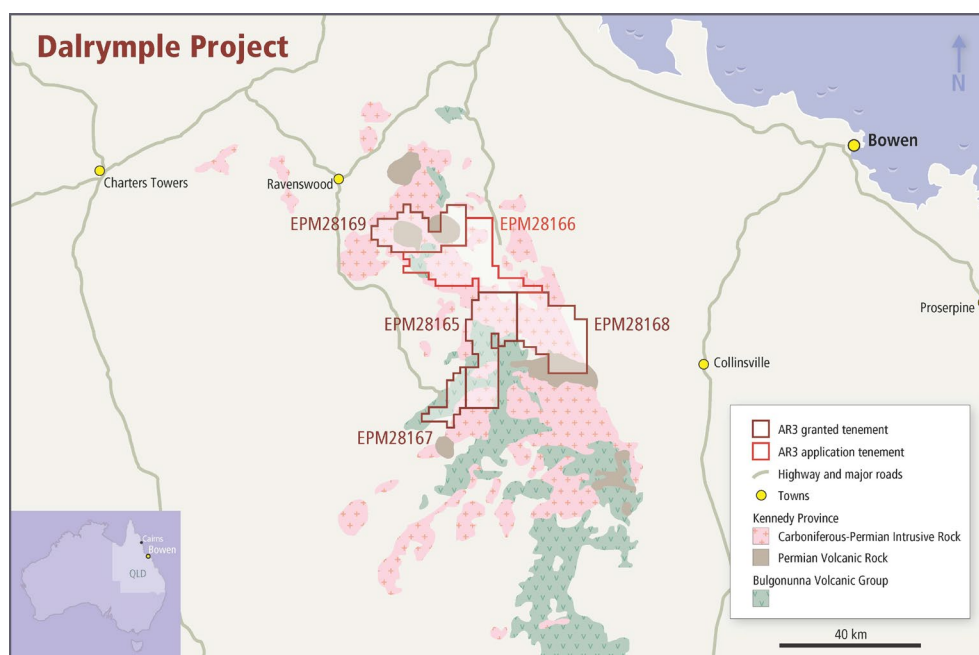 Dalrymple Project
N
Bowen
Charters Towers
Ravenswood
EPM28169
EPM28166
Proserpine
EPM28165
EPM28168
Collinsville
EPM28167
AR3 granted tenement
AR3 application tenement
Highway and major roads
Towns
Kennedy Province
Carboniferous-Permian Intrusive Rock
Permian Volcanic Rock
Bulgonunna Volcanic Group
Cairns
Bowen
QLD
40 km